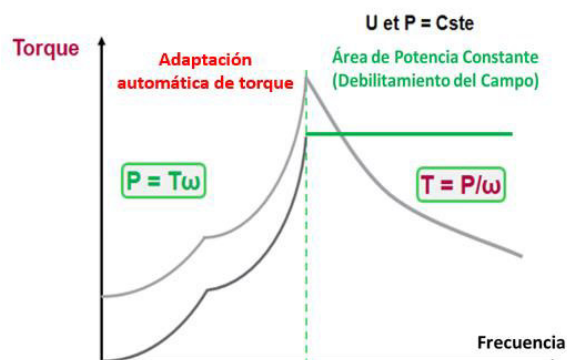 U et P = Cste
Torque
Adaptación
automática de torque
Área de Potencia Constante
(Debilitamiento del Campo)
P = Tω
T = P/ω
Frecuencia